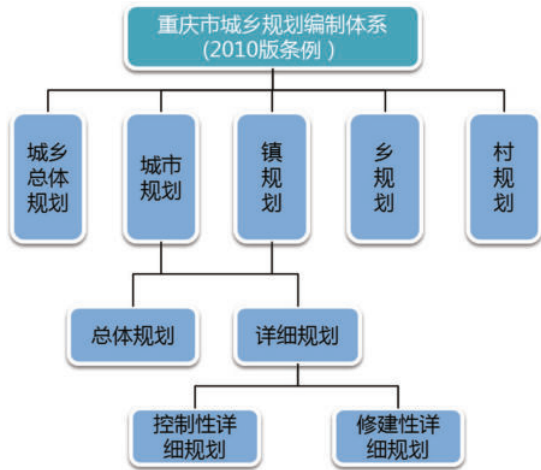 重庆市城乡规划编制体系
(2010版条例）
城乡
总体
规划
城市
规划
镇
规
划
乡
规
划
村
规
划
总体规划
详细规划
控制性详
细规划
修建性详
细规划